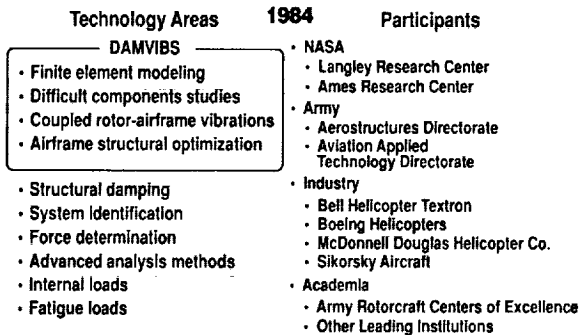 1984
Technology Areas
DAMVIBS
• Finite element modeling
• Difficult components studies
• Coupled rotor-airframe vibrations
• Airframe structural optimization
• Structural damping
• System identification
• Force determination
• Advanced analysis methods
• Internal loads
• Fatigue loads
Participants
• NASA
• Langley Research Center
• Ames Research Center
• Army
• Aerostructures Directorate
• Aviation Applied
Technology Directorate
• Industry
• Bell Helicopter Textron
• Boeing Helicopters
• McDonnell Douglas Helicopter Co.
• Sikorsky Aircraft
• Academia
• Army Rotorcraft Centers of Excellence
• Other Leading Institutions